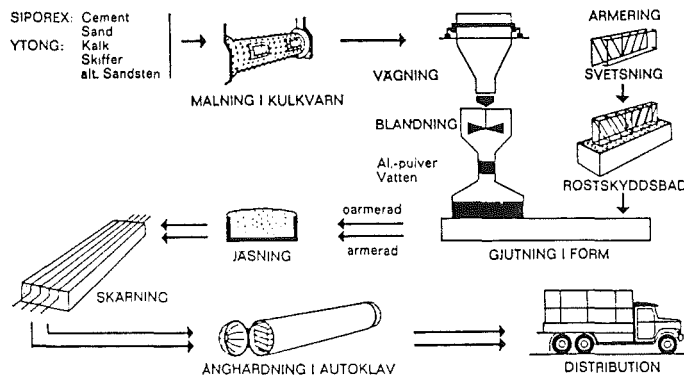 SIPOREX: Cement
Sand
YTONG: Kalk
Skiffer
alt. Sandsten
MALNING I KULKVARN
VÄGNING
ARMERING
SVETSNING
BLANDNING
Al.-pulver
Vatten
ROSTSKYDDSBAD
oarmerad
armerad
JÄSNING
GJUTNING I FORM
SKÄRNING
ÅNGHÄRDNING I AUTOKLAV
DISTRIBUTION